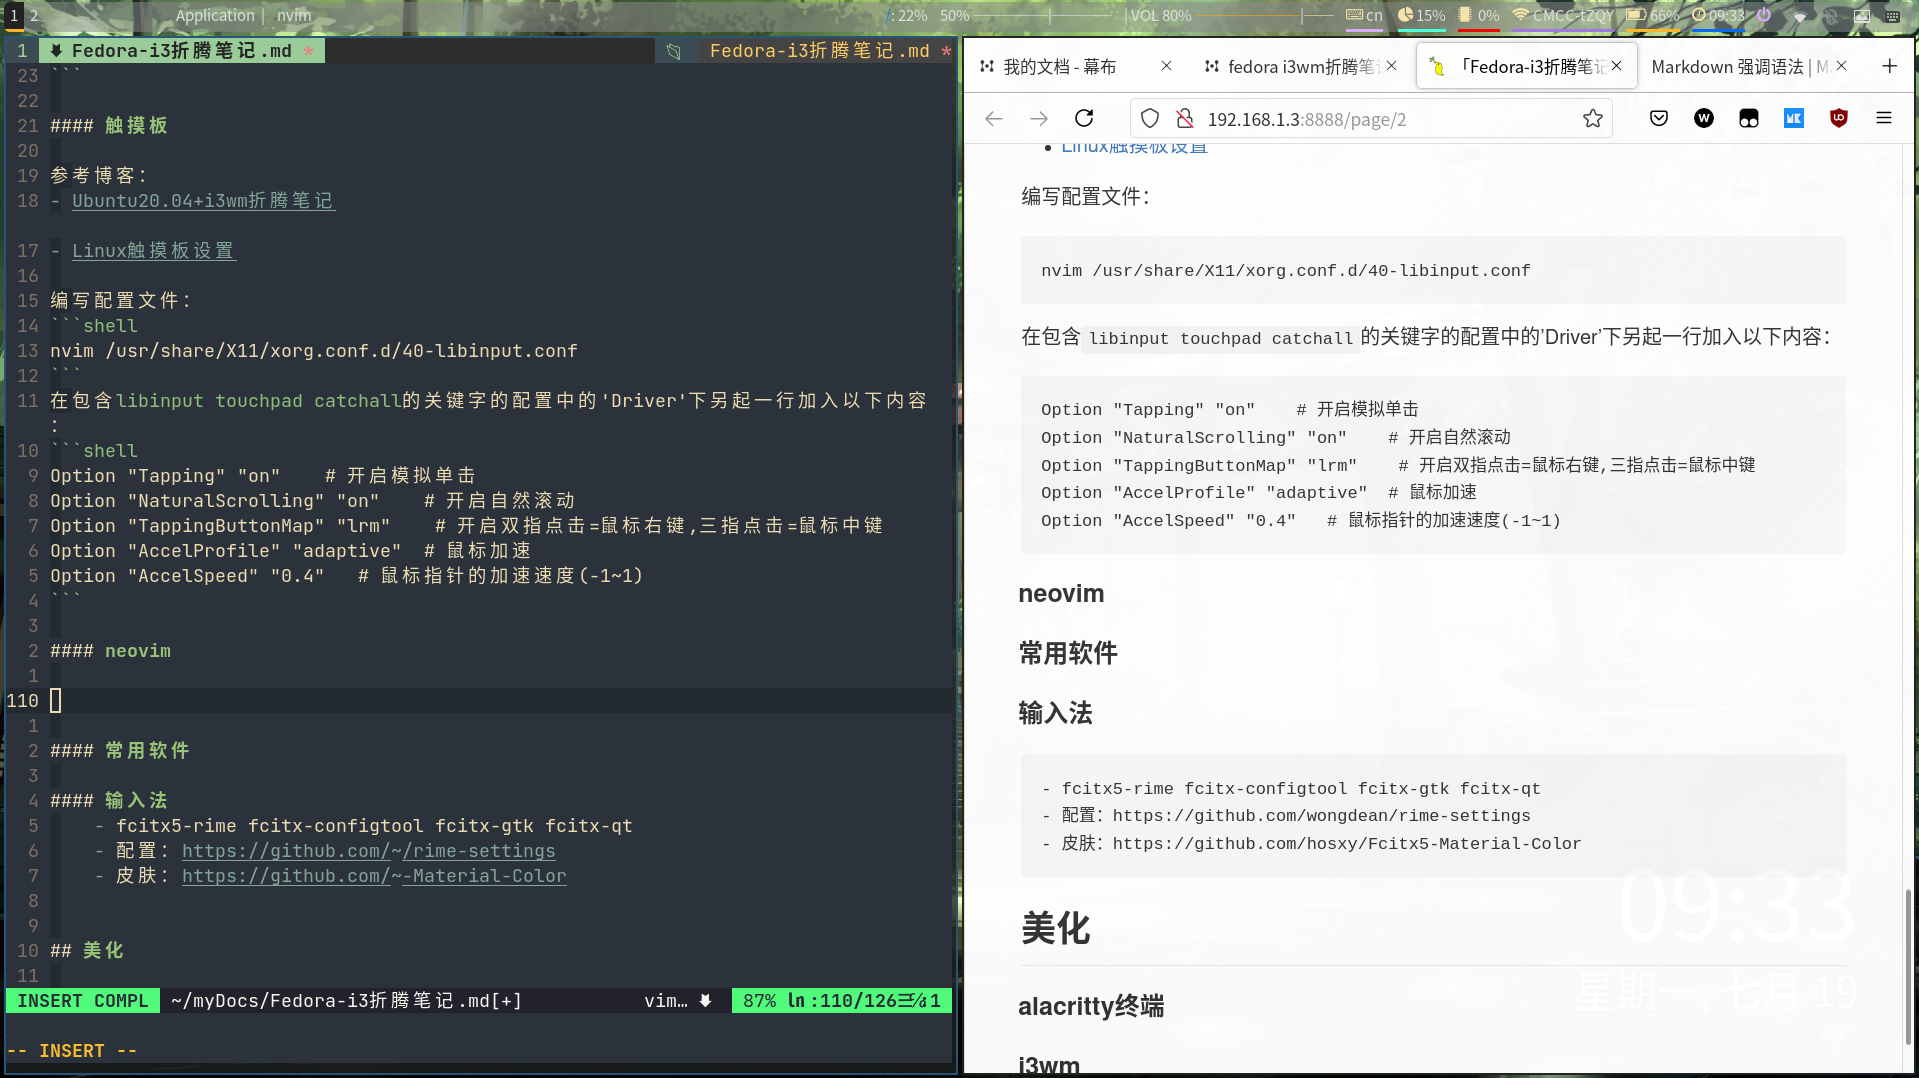 1 2 Application | nvim /: 22% 50% VOL 80% cn 15% 0% CMCC-tZQY 66% 09:33
1 Fedora-i3折腾笔记.md * Fedora-i3折腾笔记.md *
23 ```
22
21 #### 触摸板
20
19 参考博客：
18 - Ubuntu20.04+i3wm折腾笔记
17 - Linux触摸板设置
16
15 编写配置文件：
14 ```shell
13 nvim /usr/share/X11/xorg.conf.d/40-libinput.conf
12 ```
11 在包含libinput touchpad catchall的关键字的配置中的'Driver'下另起一行加入以下内容
：
10 ```shell
9 Option "Tapping" "on"    # 开启模拟单击
8 Option "NaturalScrolling" "on"    # 开启自然滚动
7 Option "TappingButtonMap" "lrm"     # 开启双指点击=鼠标右键,三指点击=鼠标中键
6 Option "AccelProfile" "adaptive"  # 鼠标加速
5 Option "AccelSpeed" "0.4"   # 鼠标指针的加速速度(-1~1)
4 ```
3
2 #### neovim
1
110
1
2 #### 常用软件
3
4 #### 输入法
5     - fcitx5-rime fcitx-configtool fcitx-gtk fcitx-qt
6     - 配置：https://github.com/~/rime-settings
7     - 皮肤：https://github.com/~-Material-Color
8
9
10 ## 美化
11
INSERT COMPL ~/myDocs/Fedora-i3折腾笔记.md[+] vim… 87% ln:110/126 1
-- INSERT --
我的文档 - 幕布 fedora i3wm折腾笔记 「Fedora-i3折腾笔记 Markdown 强调语法 | Ma
192.168.1.3:8888/page/2
Linux触摸板设置
编写配置文件：
nvim /usr/share/X11/xorg.conf.d/40-libinput.conf
在包含 libinput touchpad catchall 的关键字的配置中的’Driver’下另起一行加入以下内容：
Option "Tapping" "on"    # 开启模拟单击
Option "NaturalScrolling" "on"    # 开启自然滚动
Option "TappingButtonMap" "lrm"    # 开启双指点击=鼠标右键,三指点击=鼠标中键
Option "AccelProfile" "adaptive"  # 鼠标加速
Option "AccelSpeed" "0.4"   # 鼠标指针的加速速度(-1~1)
neovim
常用软件
输入法
- fcitx5-rime fcitx-configtool fcitx-gtk fcitx-qt
- 配置：https://github.com/wongdean/rime-settings
- 皮肤：https://github.com/hosxy/Fcitx5-Material-Color
09:33
美化
星期一, 七月 19
alacritty终端
i3wm